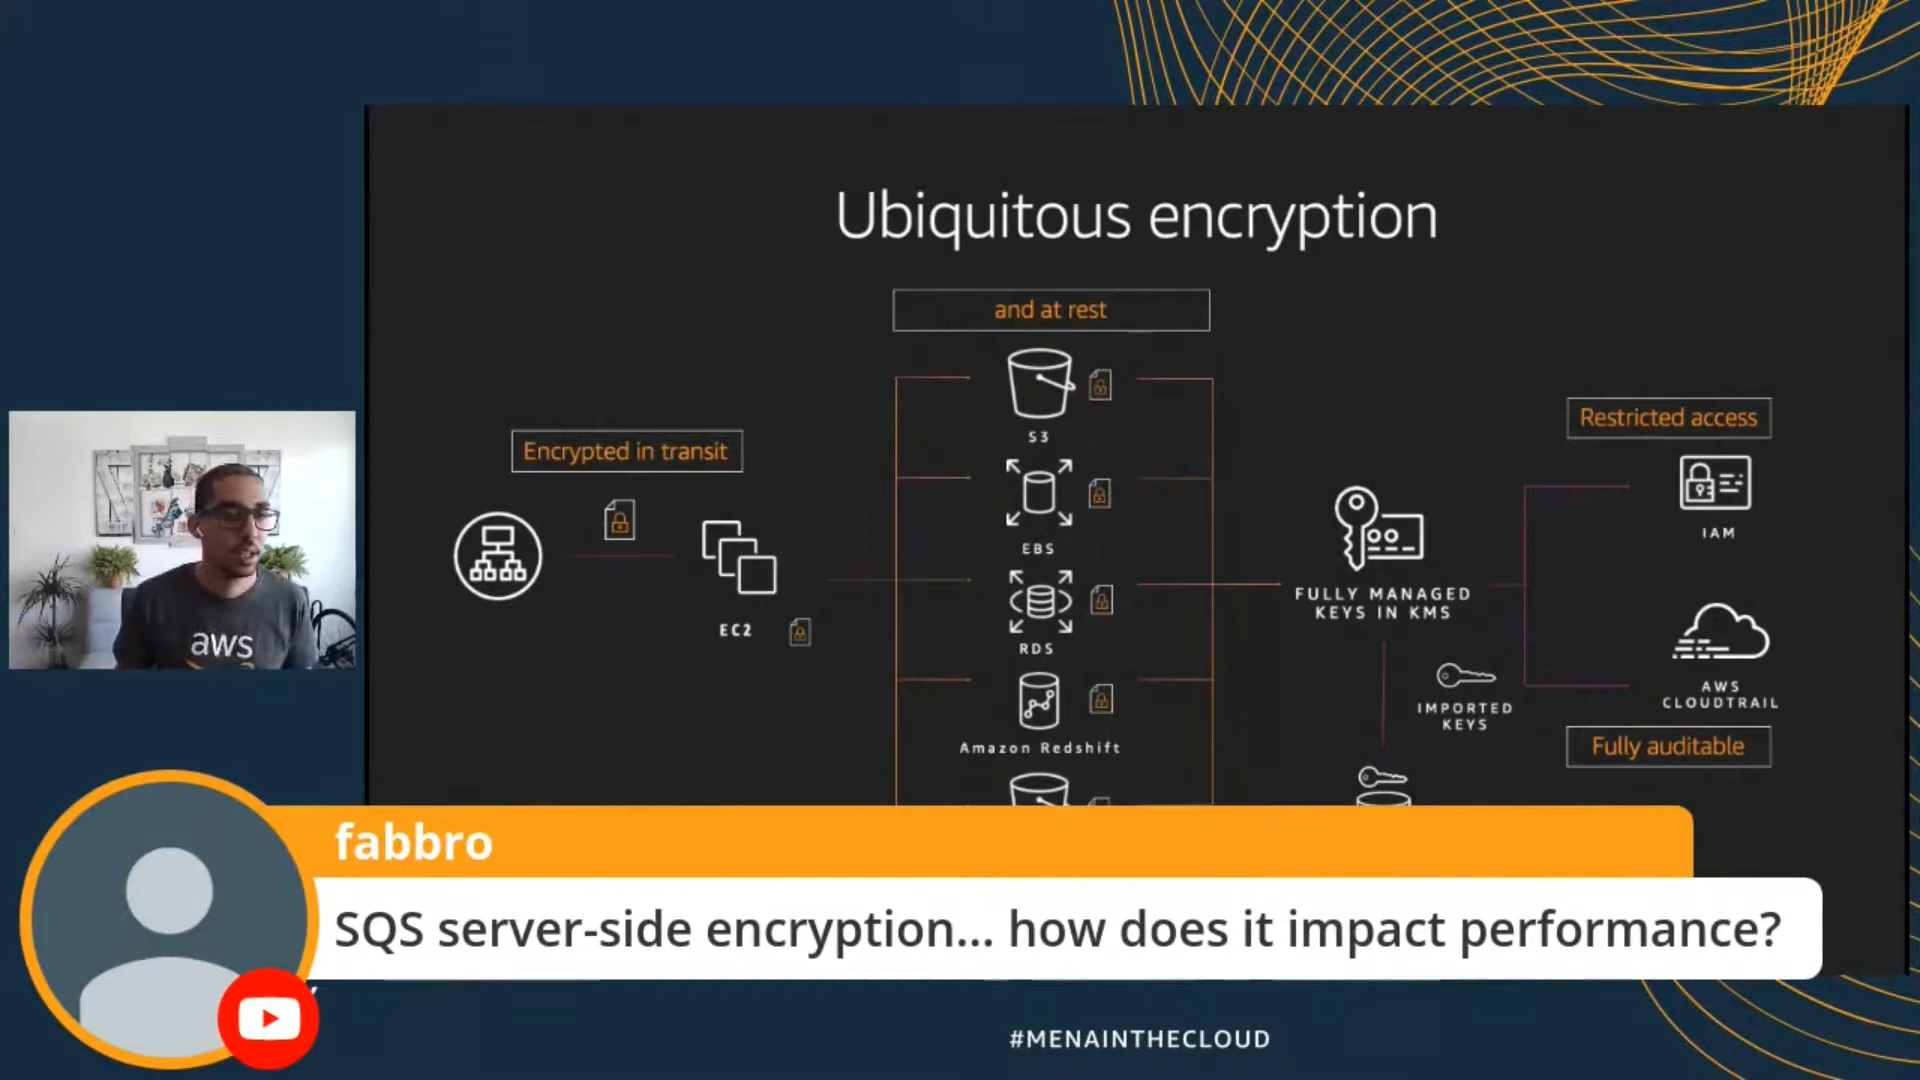 Ubiquitous encryption
and at rest
S3
Encrypted in transit
Restricted access
EBS
IAM
FULLY MANAGED
KEYS IN KMS
EC2
RDS
aws
AWS
CLOUDTRAIL
IMPORTED
KEYS
Amazon Redshift
Fully auditable
fabbro
SQS server-side encryption... how does it impact performance?
#MENAINTHECLOUD